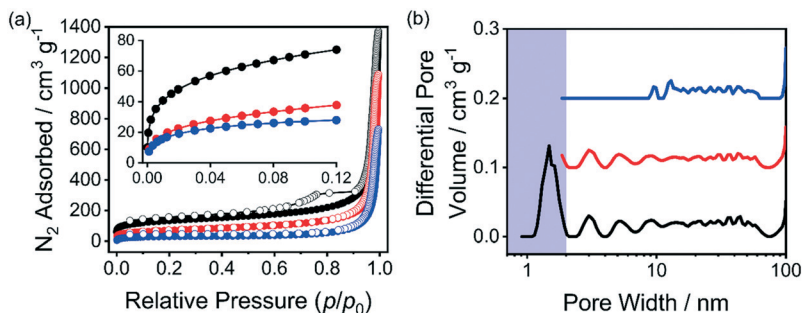 (a)
N2 Adsorbed / cm3 g-1
1400
1200
1000
800
600
400
200
0
80
60
40
20
0
0.00 0.04 0.08 0.12
0.0 0.2 0.4 0.6 0.8 1.0
Relative Pressure (p/p0)
(b)
Differential Pore
Volume / cm3 g-1
0.3
0.2
0.1
0.0
1 10 100
Pore Width / nm